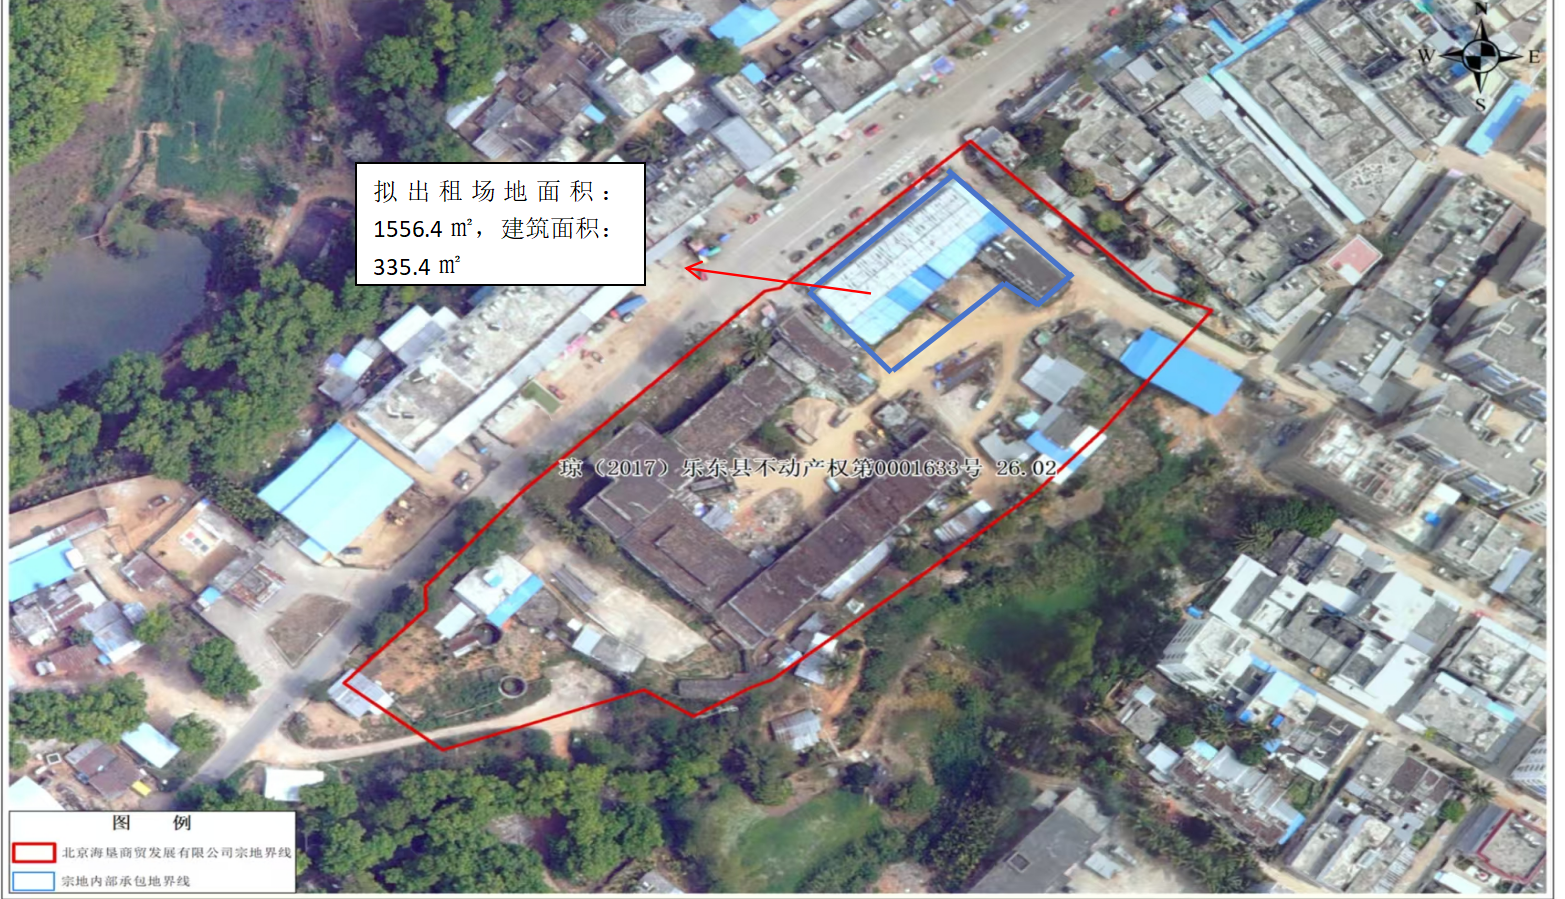 N
W E
S
拟出租场地面积：
1556.4 ㎡，建筑面积：
335.4 ㎡
琼（2017）乐东县不动产权第0001633号 26.02
图 例
北京海垦商贸发展有限公司宗地界线
宗地内部承包地界线